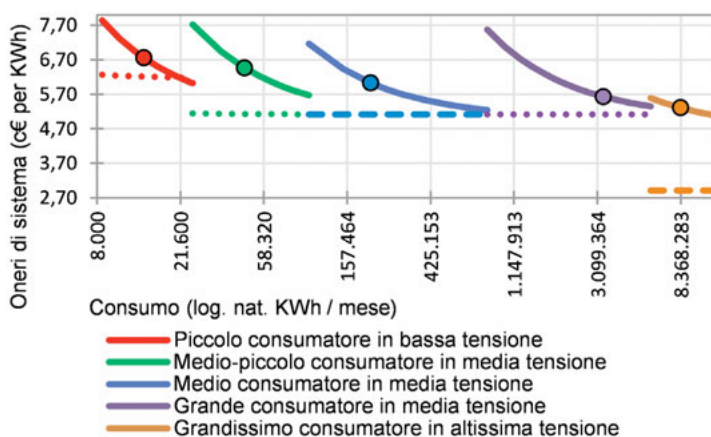 Oneri di sistema (c€ per KWh)
7,70
6,70
5,70
4,70
3,70
2,70
8.000
21.600
58.320
157.464
425.153
1.147.913
3.099.364
8.368.283
Consumo (log. nat. KWh / mese)
Piccolo consumatore in bassa tensione
Medio-piccolo consumatore in media tensione
Medio consumatore in media tensione
Grande consumatore in media tensione
Grandissimo consumatore in altissima tensione